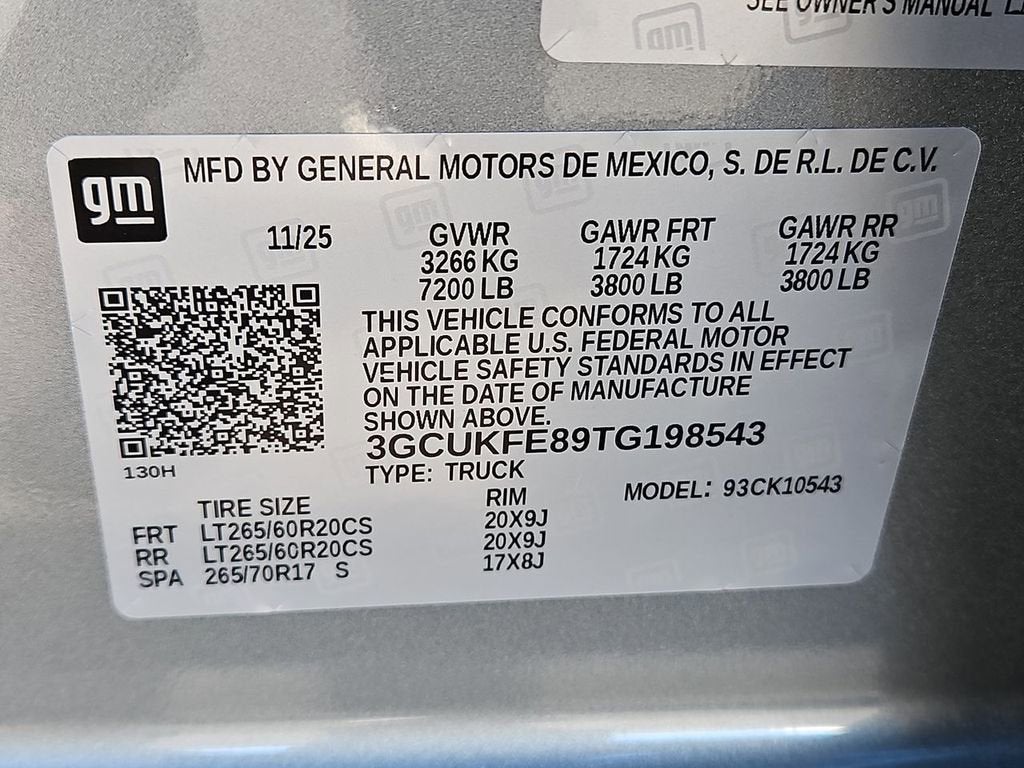 SEE OWNER'S MANUAL
gm
MFD BY GENERAL MOTORS DE MEXICO, S. DE R.L. DE C.V.
11/25 GVWR GAWR FRT GAWR RR
3266 KG 1724 KG 1724 KG
7200 LB 3800 LB 3800 LB
THIS VEHICLE CONFORMS TO ALL
APPLICABLE U.S. FEDERAL MOTOR
VEHICLE SAFETY STANDARDS IN EFFECT
ON THE DATE OF MANUFACTURE
SHOWN ABOVE.
3GCUKFE89TG198543
130H
TYPE: TRUCK
MODEL: 93CK10543
TIRE SIZE RIM
FRT LT265/60R20CS 20X9J
RR LT265/60R20CS 20X9J
SPA 265/70R17 S 17X8J